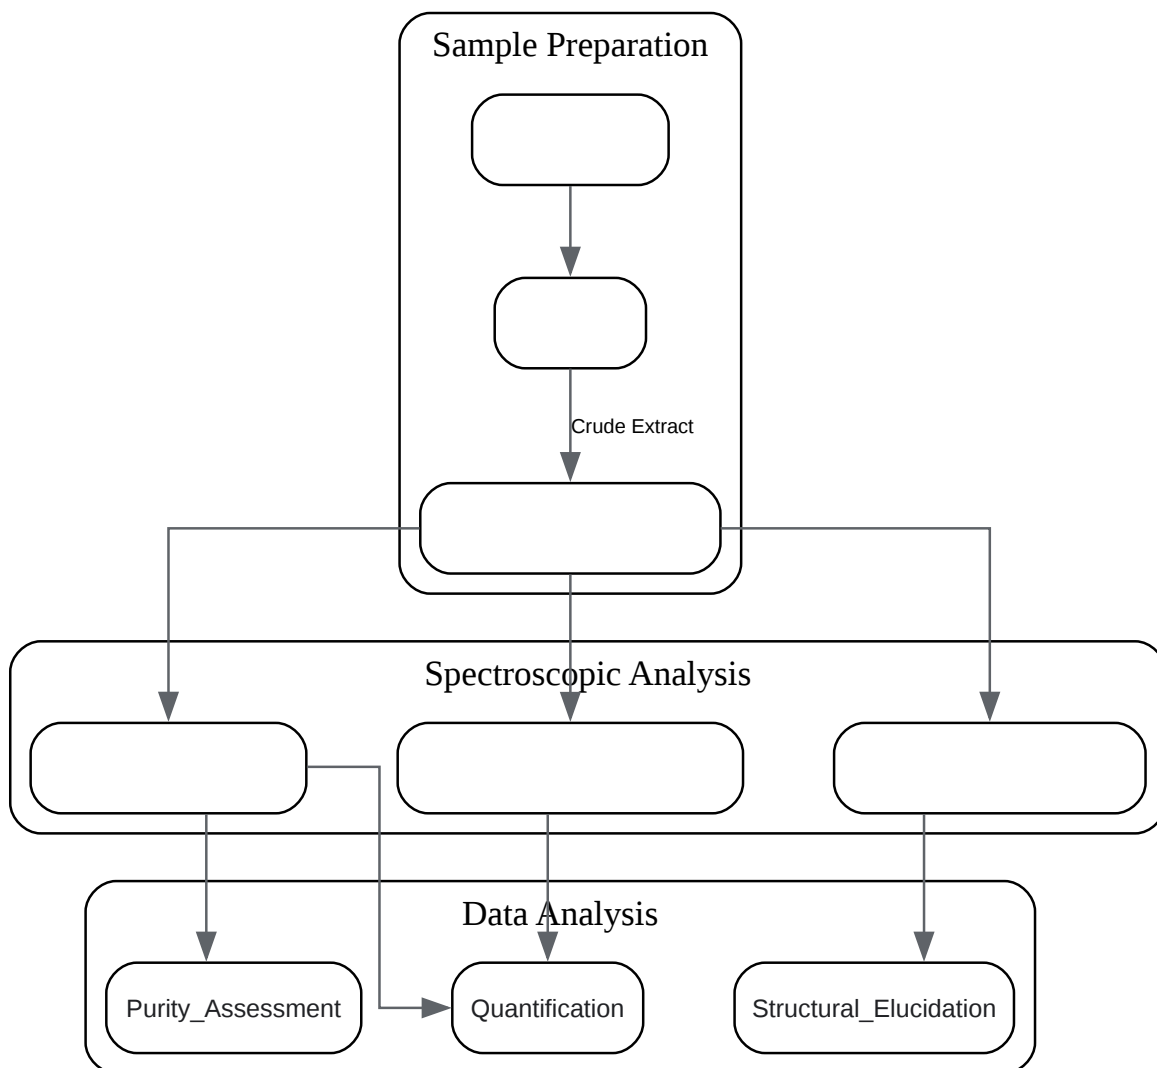 Sample Preparation
Crude Extract
Spectroscopic Analysis
Data Analysis
Purity_Assessment
Quantification
Structural_Elucidation